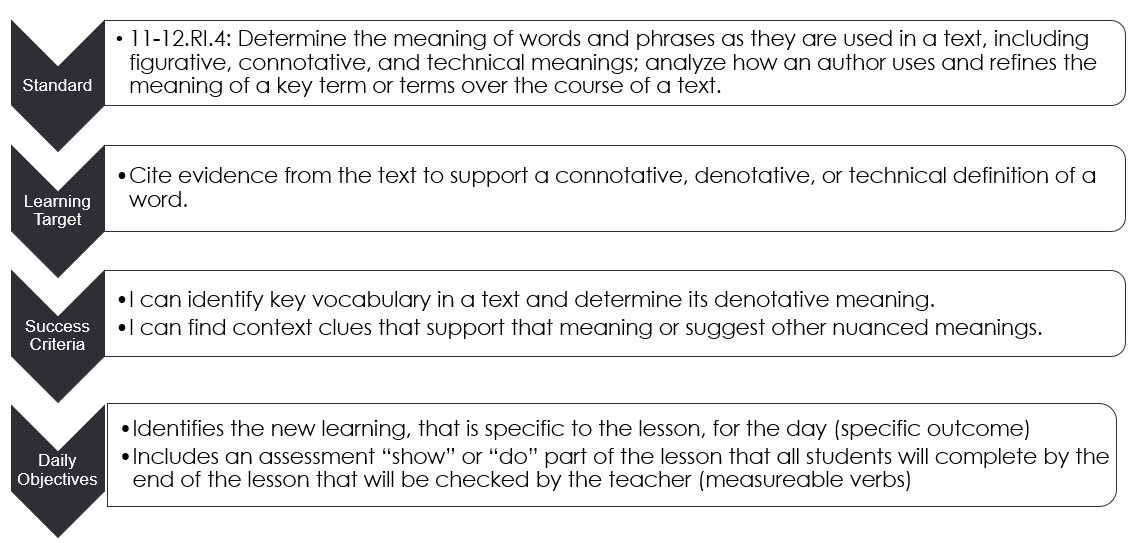 Standard
• 11-12.RI.4: Determine the meaning of words and phrases as they are used in a text, including
figurative, connotative, and technical meanings; analyze how an author uses and refines the
meaning of a key term or terms over the course of a text.
Learning
Target
•Cite evidence from the text to support a connotative, denotative, or technical definition of a
word.
Success
Criteria
•I can identify key vocabulary in a text and determine its denotative meaning.
•I can find context clues that support that meaning or suggest other nuanced meanings.
Daily
Objectives
•Identifies the new learning, that is specific to the lesson, for the day (specific outcome)
•Includes an assessment “show” or “do” part of the lesson that all students will complete by the
end of the lesson that will be checked by the teacher (measureable verbs)